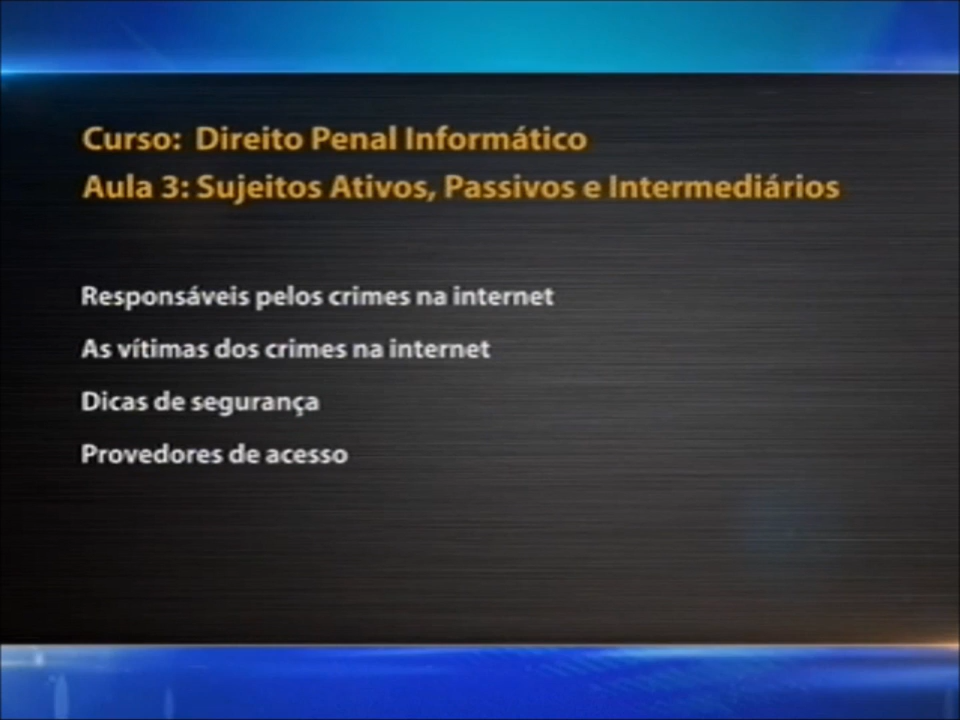 Curso: Direito Penal Informático
Aula 3: Sujeitos Ativos, Passivos e Intermediários
Responsáveis pelos crimes na internet
As vítimas dos crimes na internet
Dicas de segurança
Provedores de acesso